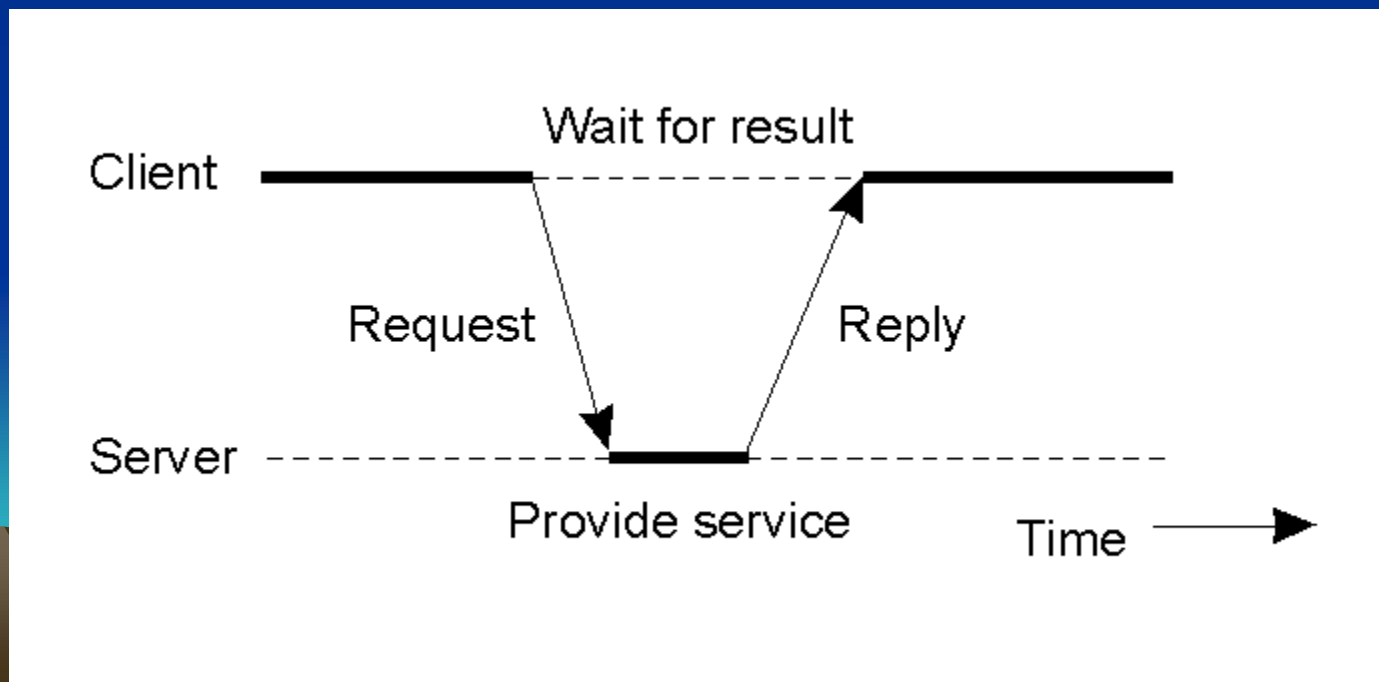 Wait for result
Client
Request
Reply
Server
Provide service
Time